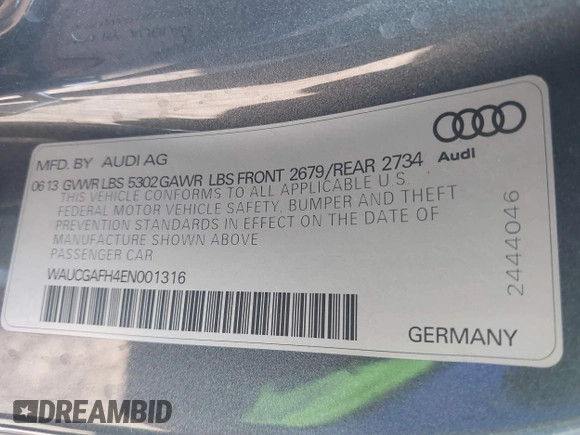 MFD. BY AUDI AG
Audi
06 13 GVWR LBS 5302 GAWR LBS FRONT 2679/REAR 2734
THIS VEHICLE CONFORMS TO ALL APPLICABLE U.S.
FEDERAL MOTOR VEHICLE SAFETY, BUMPER AND THEFT
PREVENTION STANDARDS IN EFFECT ON THE DATE OF
MANUFACTURE SHOWN ABOVE
PASSENGER CAR
WAUCGAFH4EN001316
2444046
GERMANY
DREAMBID